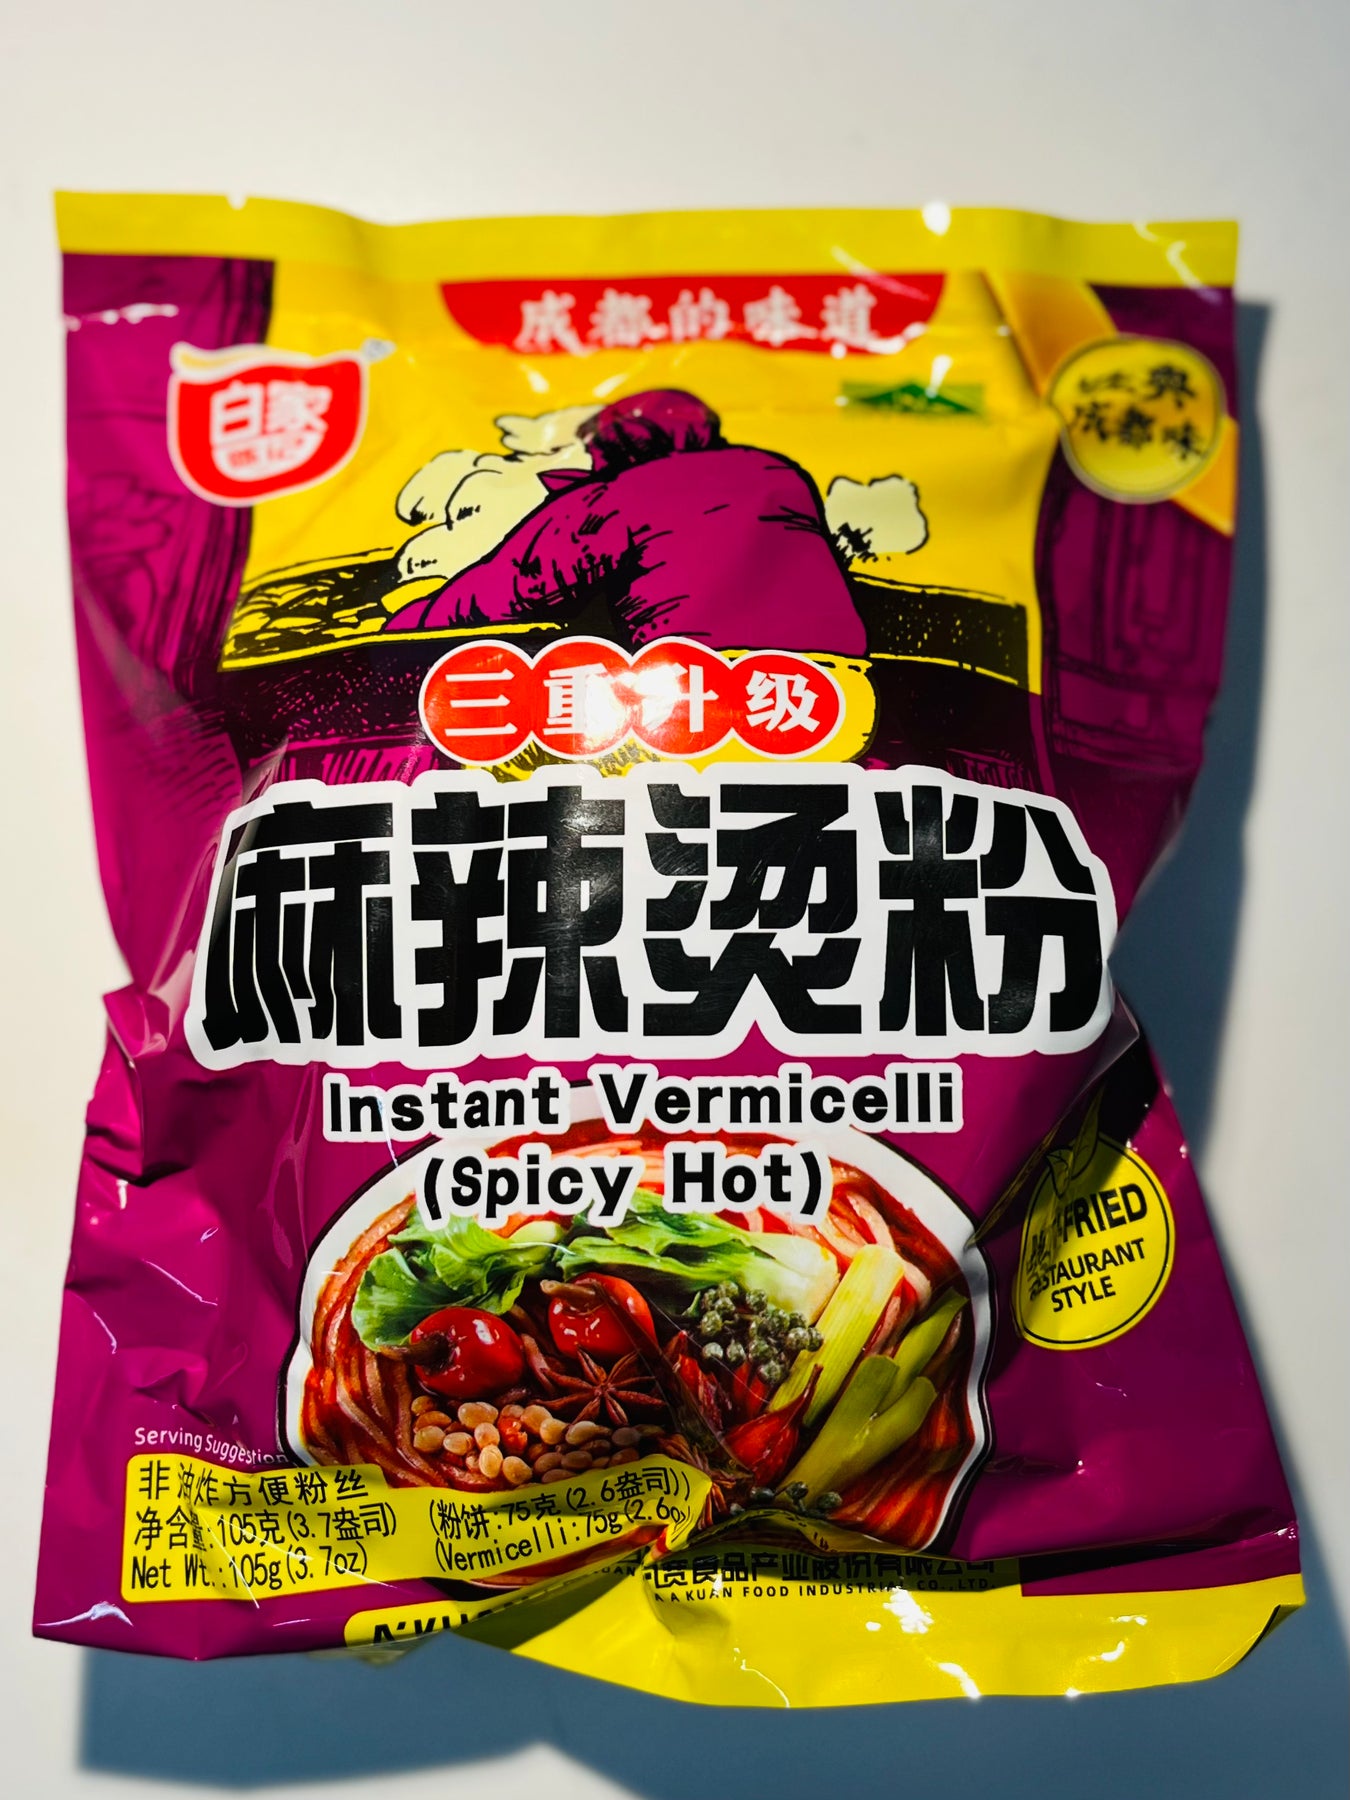 成都的味道
白家
陈记
经典
成都味
三重升级
麻辣烫粉
Instant Vermicelli
(Spicy Hot)
FRIED
RESTAURANT
STYLE
Serving Suggestion
非油炸方便粉丝
净含量:105克(3.7盎司) (粉饼:75克(2.6盎司))
Net Wt.:105g(3.7oz) (Vermicelli:75g(2.6oz)
宽食品产业股份有限公司
A KUAN FOOD INDUSTRIAL CO.,LTD.